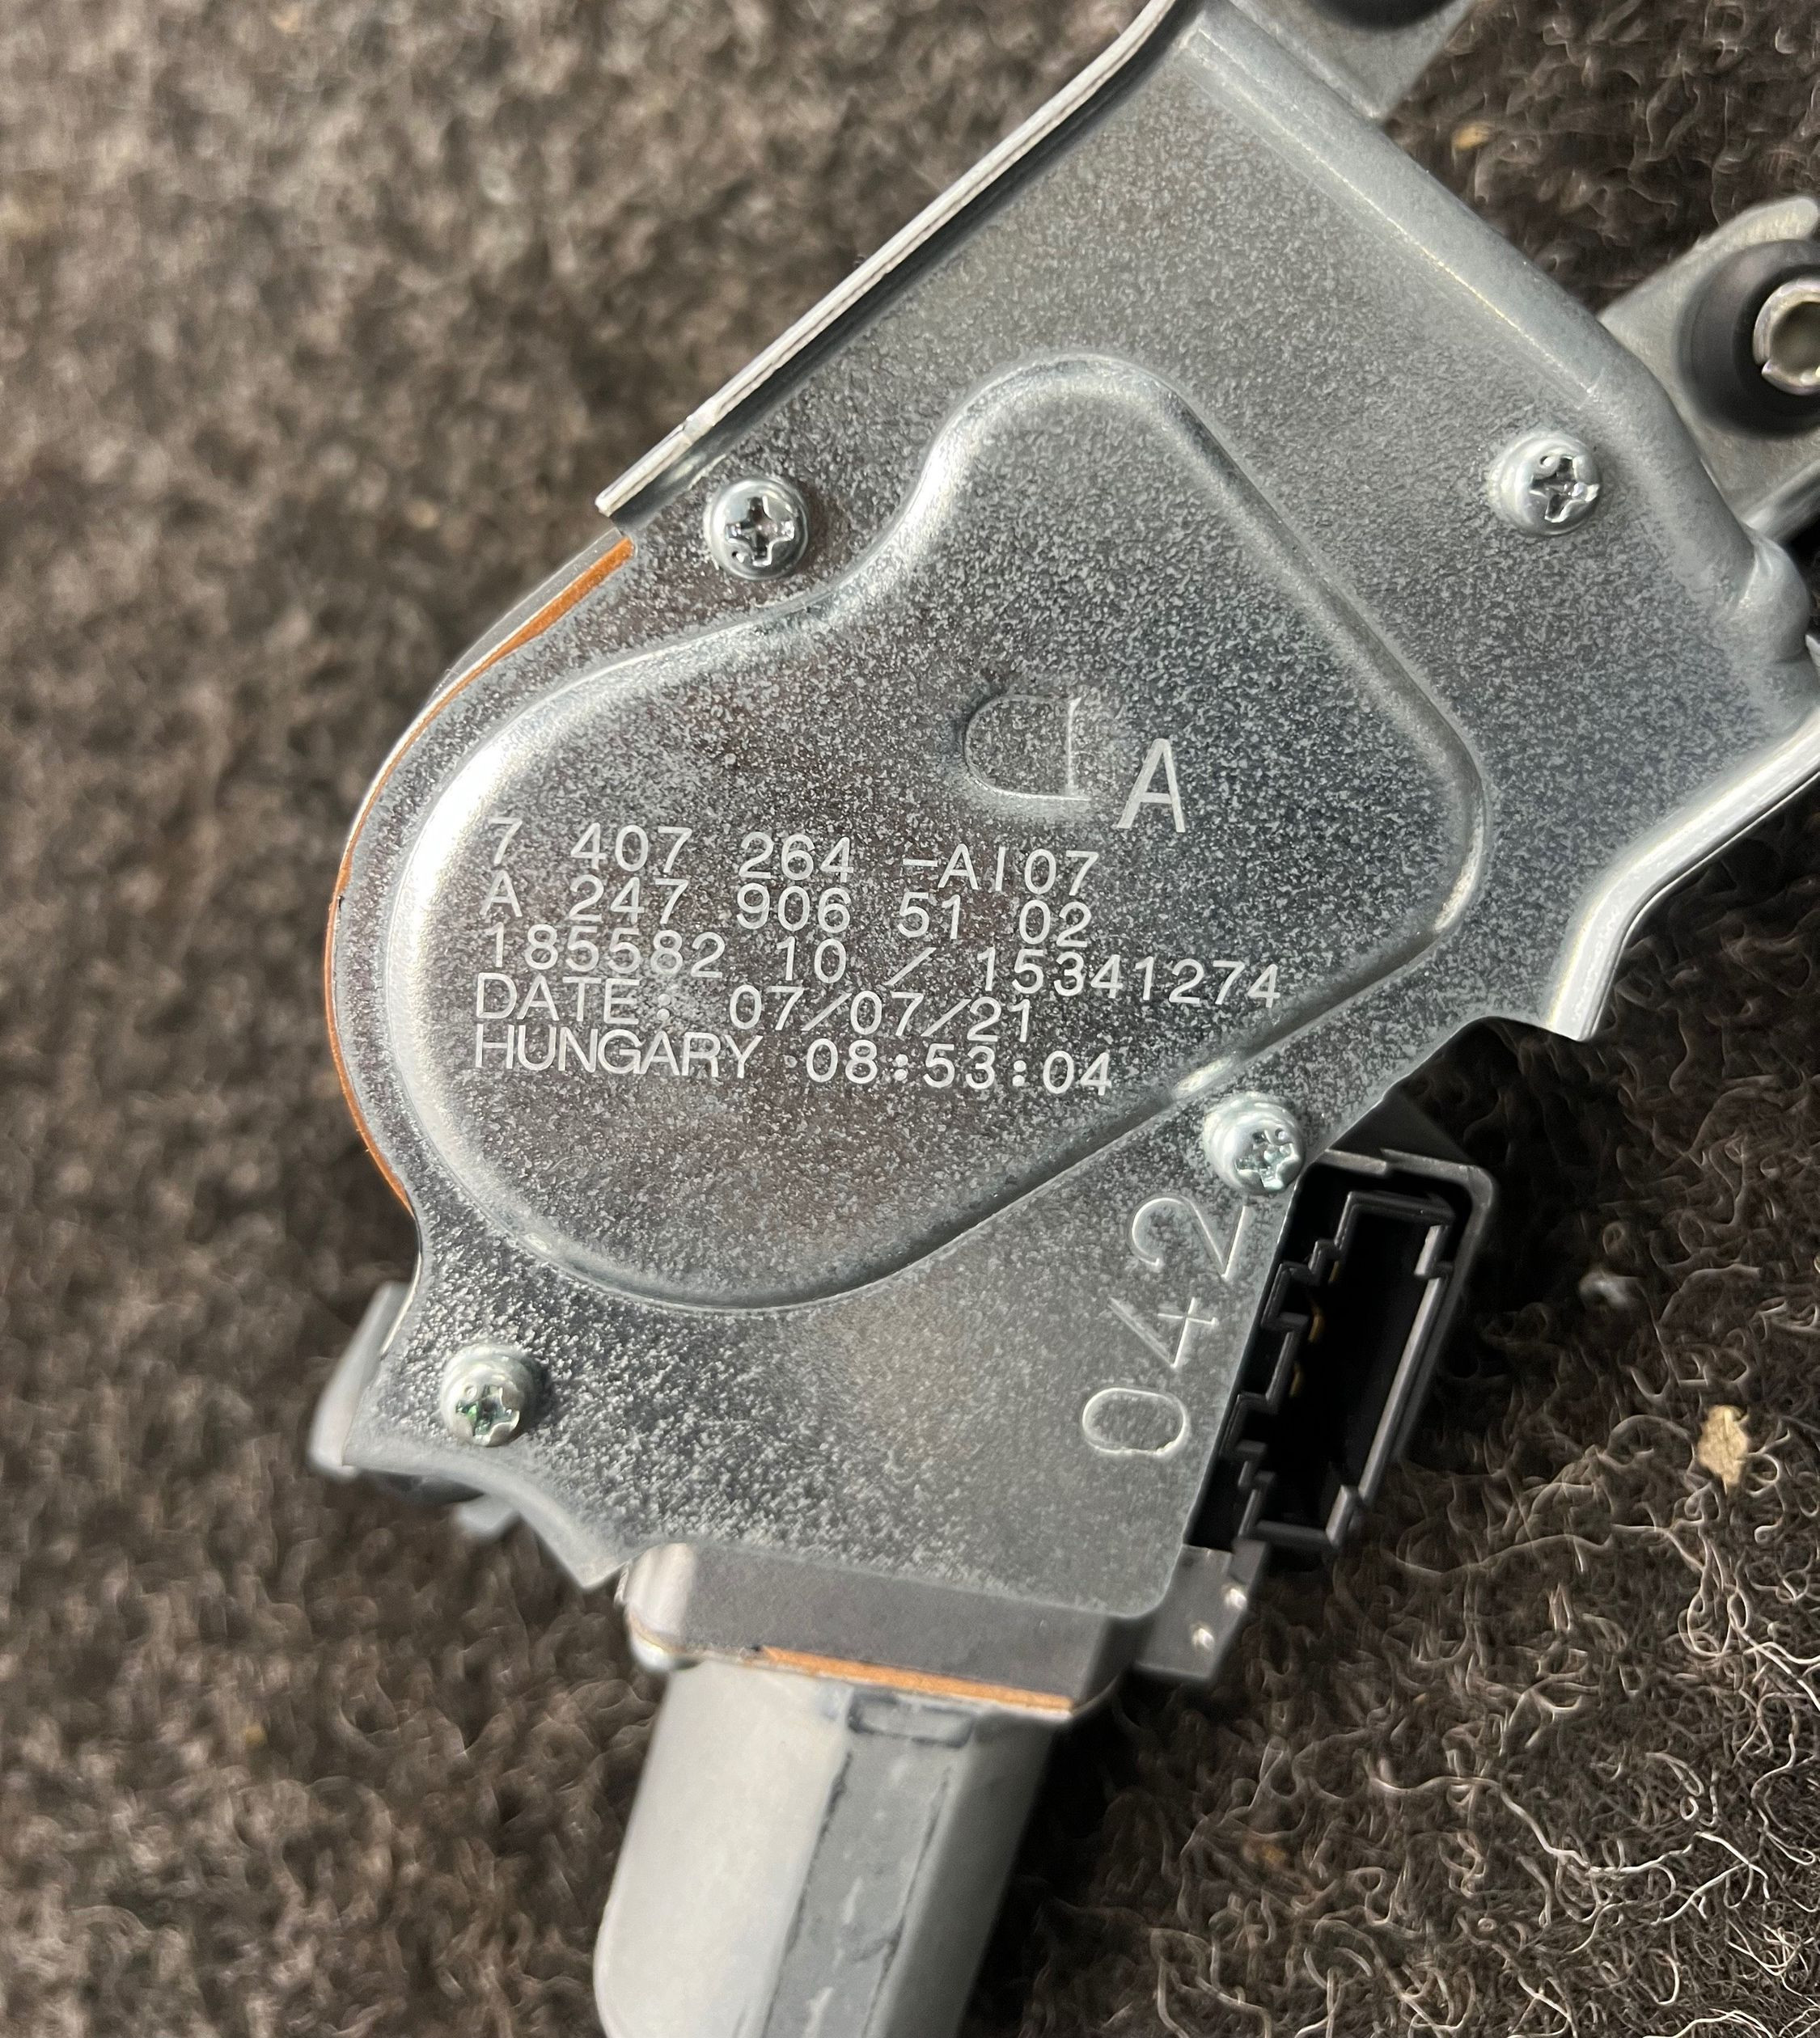 A
7 407 264 -AI07
A 247 906 51 02
185582 10 / 15341274
DATE: 07/07/21
HUNGARY 08:53:04
042